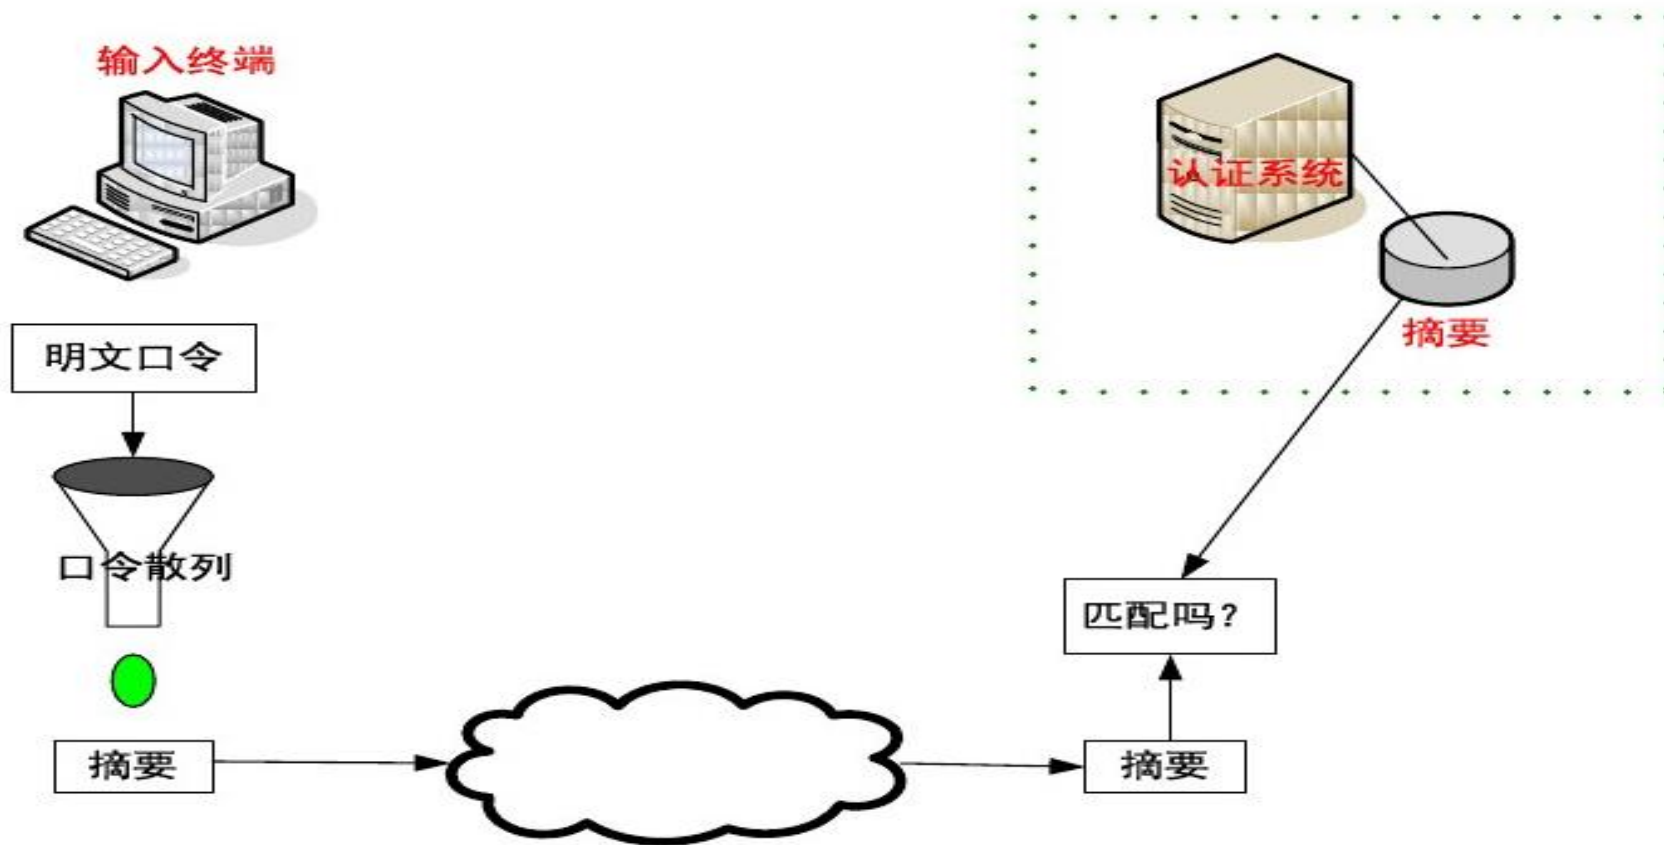 输入终端
认证系统
摘要
明文口令
口令散列
匹配吗?
摘要
摘要